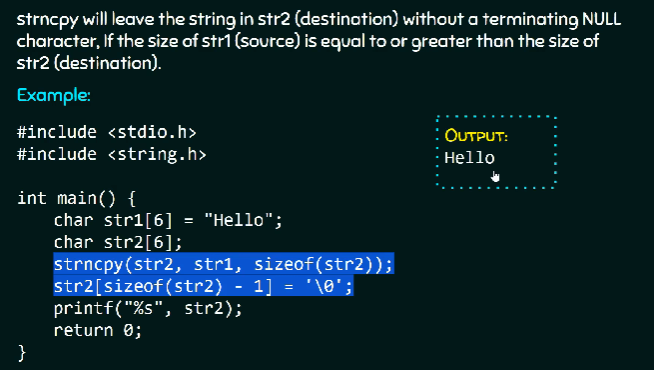 strncpy will leave the string in str2 (destination) without a terminating NULL
character, If the size of str1 (source) is equal to or greater than the size of
str2 (destination).
Example:
#include <stdio.h>
#include <string.h>
int main() {
    char str1[6] = "Hello";
    char str2[6];
    strncpy(str2, str1, sizeof(str2));
    str2[sizeof(str2) - 1] = '\0';
    printf("%s", str2);
    return 0;
}
OUTPUT:
Hello